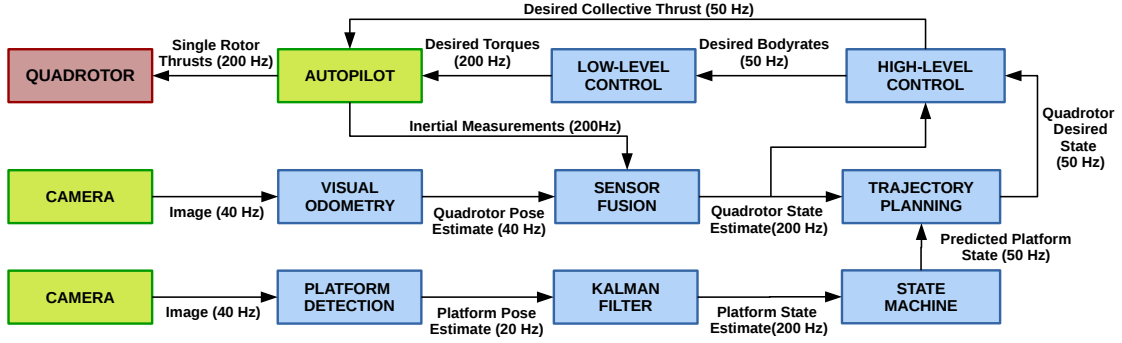 Desired Collective Thrust (50 Hz)
Single Rotor
Thrusts (200 Hz)
Desired Torques
(200 Hz)
Desired Bodyrates
(50 Hz)
QUADROTOR
AUTOPILOT
LOW-LEVEL
CONTROL
HIGH-LEVEL
CONTROL
Inertial Measurements (200Hz)
Quadrotor
Desired
State
(50 Hz)
CAMERA
VISUAL
ODOMETRY
SENSOR
FUSION
TRAJECTORY
PLANNING
Image (40 Hz)
Quadrotor Pose
Estimate (40 Hz)
Quadrotor State
Estimate(200 Hz)
Predicted Platform
State (50 Hz)
CAMERA
PLATFORM
DETECTION
KALMAN
FILTER
STATE
MACHINE
Image (40 Hz)
Platform Pose
Estimate (20 Hz)
Platform State
Estimate(200 Hz)